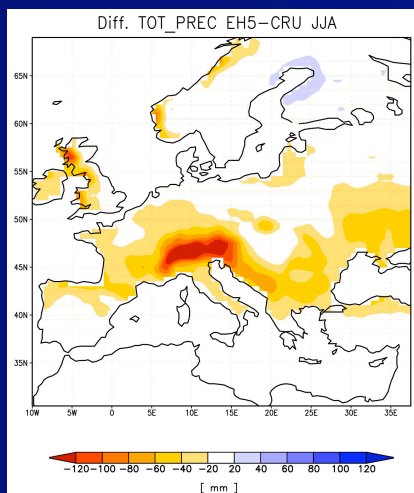 Diff. TOT_PREC EH5-CRU JJA
65N
60N
55N
50N
45N
40N
35N
10W 5W 0 5E 10E 15E 20E 25E 30E 35E
-120 -100 -80 -60 -40 -20 20 40 60 80 100 120
[ mm ]